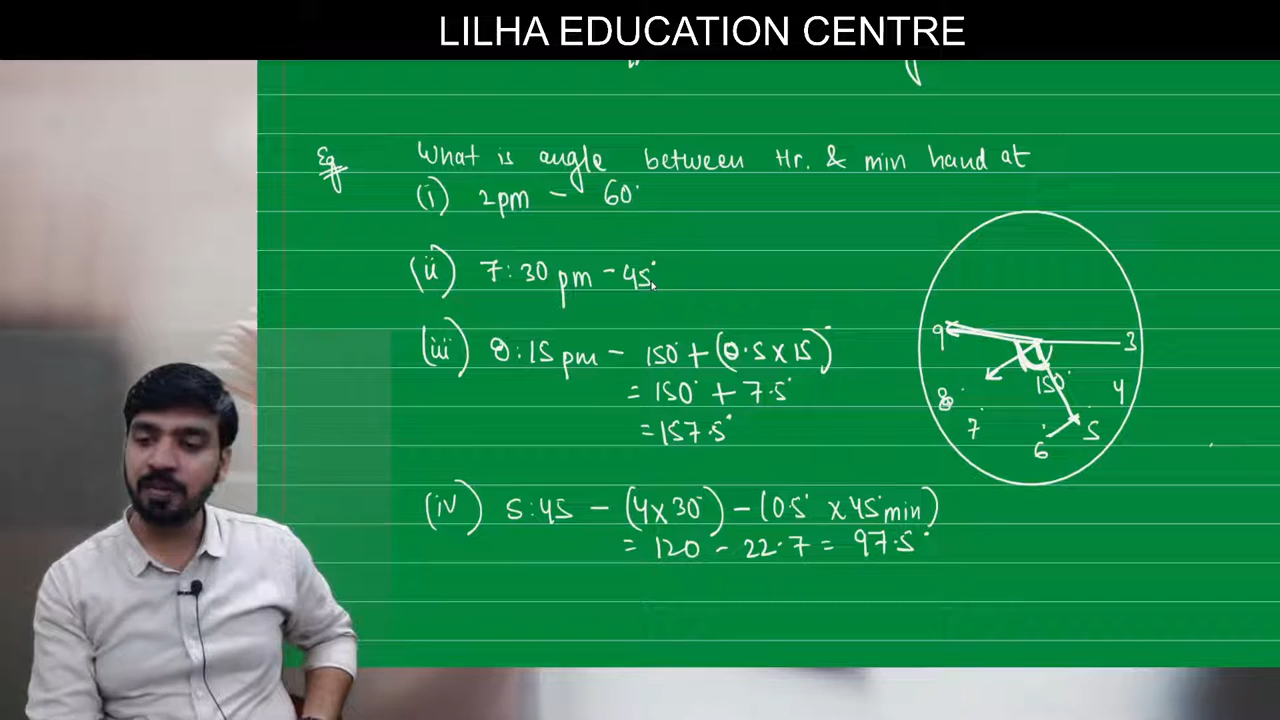 LILHA EDUCATION CENTRE
Eg What is angle between Hr. & min hand at
(i) 2pm - 60°
(ii) 7:30 pm - 45°
(iii) 8:15 pm - 150° + (0.5 x 15)°
= 150° + 7.5°
= 157.5°
(iv) 5:45 - (4 x 30°) - (0.5° x 45 min)
= 120 - 22.7 = 97.5°
9 3
150°
8 4
7 5
6